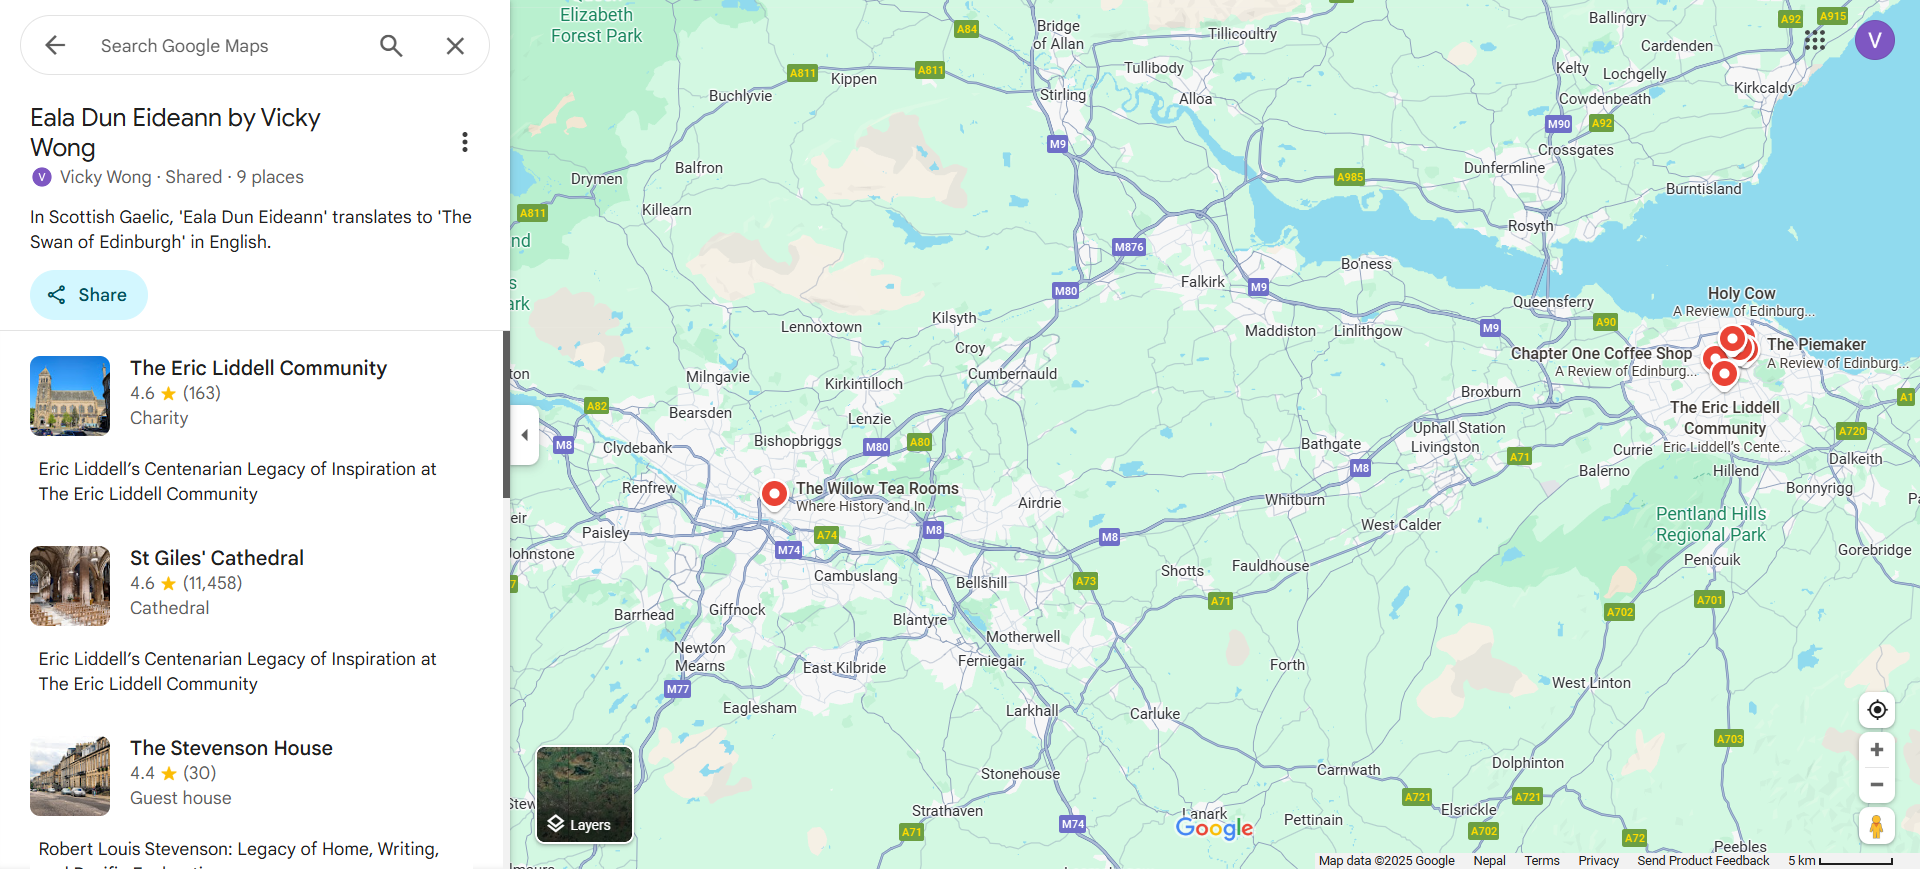 Search Google Maps
Eala Dun Eideann by Vicky
Wong
V
Vicky Wong · Shared · 9 places
In Scottish Gaelic, 'Eala Dun Eideann' translates to 'The
Swan of Edinburgh' in English.
Share
The Eric Liddell Community
4.6 ★ (163)
Charity
Eric Liddell’s Centenarian Legacy of Inspiration at
The Eric Liddell Community
St Giles' Cathedral
4.6 ★ (11,458)
Cathedral
Eric Liddell’s Centenarian Legacy of Inspiration at
The Eric Liddell Community
The Stevenson House
4.4 ★ (30)
Guest house
Robert Louis Stevenson: Legacy of Home, Writing,
Elizabeth
Forest Park
A84
Bridge
of Allan
Tillicoultry
Ballingry
A92
A915
V
Cardenden
A811
Kippen
A811
Tullibody
Kelty
Lochgelly
Buchlyvie
Stirling
Alloa
Cowdenbeath
Kirkcaldy
M90
A92
M9
Crossgates
Balfron
Dunfermline
Drymen
A985
Burntisland
A811
Killearn
Rosyth
nd
M876
Bo'ness
s
ark
M80
Falkirk
M9
Queensferry
Holy Cow
A Review of Edinburg...
Kilsyth
Lennoxtown
Maddiston
Linlithgow
M9
A90
Croy
Chapter One Coffee Shop
A Review of Edinburg...
The Piemaker
A Review of Edinburg...
ton
Milngavie
Kirkintilloch
Cumbernauld
Broxburn
A1
A82
Bearsden
Lenzie
The Eric Liddell
Community
Eric Liddell’s Cente...
M8
Clydebank
Bishopbriggs
M80
A80
Bathgate
Uphall Station
Livingston
A71
Currie
A720
Dalkeith
M8
Balerno
Hillend
Renfrew
The Willow Tea Rooms
Where History and In...
Airdrie
Whitburn
Bonnyrigg
eir
Paisley
A74
M8
M8
West Calder
Pentland Hills
Regional Park
Johnstone
M74
Gorebridge
Penicuik
Cambuslang
Bellshill
A73
Shotts
Fauldhouse
7
A71
A702
A701
Barrhead
Giffnock
Blantyre
Motherwell
Newton
Mearns
East Kilbride
Ferniegair
Forth
M77
West Linton
Eaglesham
Larkhall
Carluke
A703
Stonehouse
Carnwath
Dolphinton
Stew
Strathaven
Lanark
A721
Elsrickle
A721
Layers
A71
M74
Google
Pettinain
A702
A72
Peebles
Map data ©2025 Google
Nepal
Terms
Privacy
Send Product Feedback
5 km